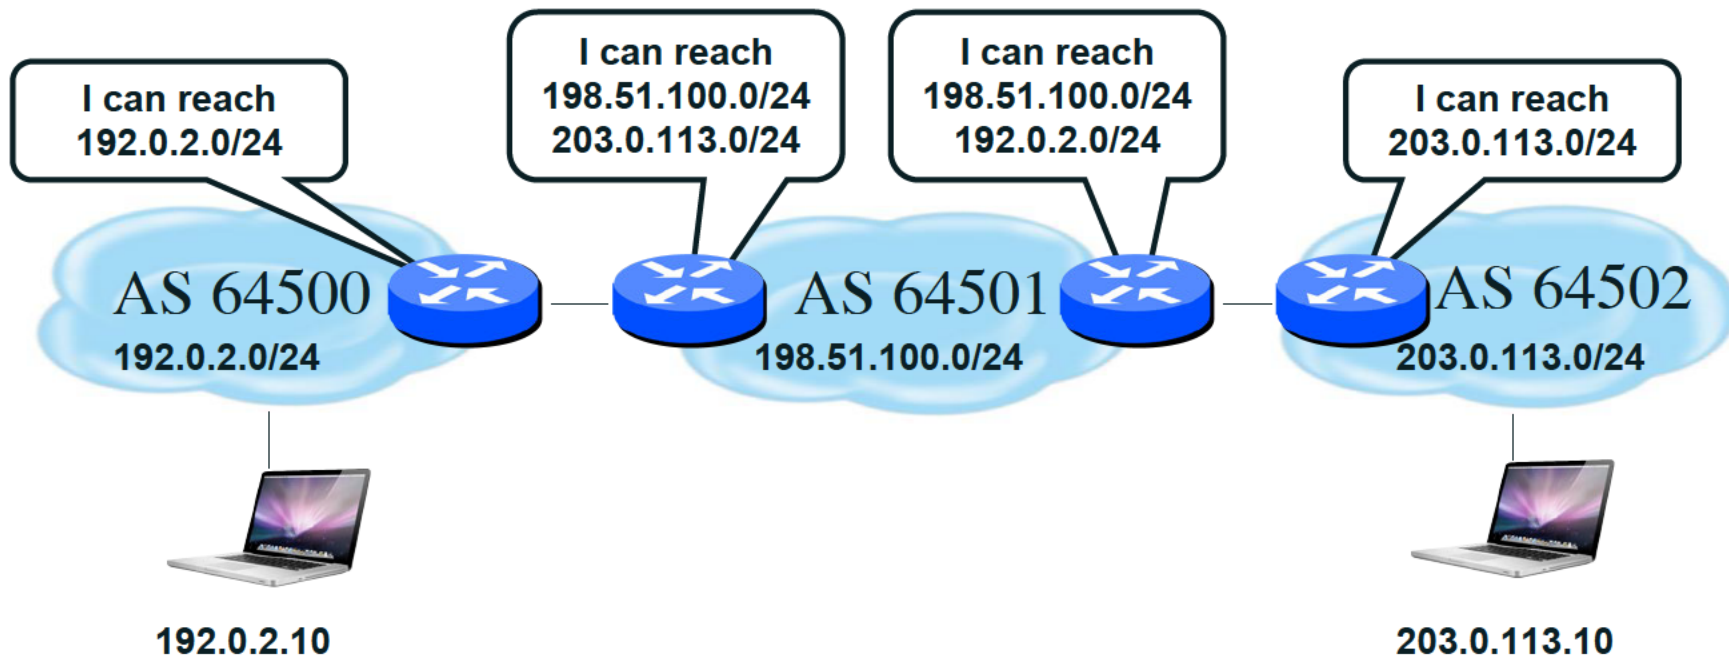 I can reach
192.0.2.0/24
I can reach
198.51.100.0/24
203.0.113.0/24
I can reach
198.51.100.0/24
192.0.2.0/24
I can reach
203.0.113.0/24
AS 64500
192.0.2.0/24
AS 64501
198.51.100.0/24
AS 64502
203.0.113.0/24
192.0.2.10
203.0.113.10